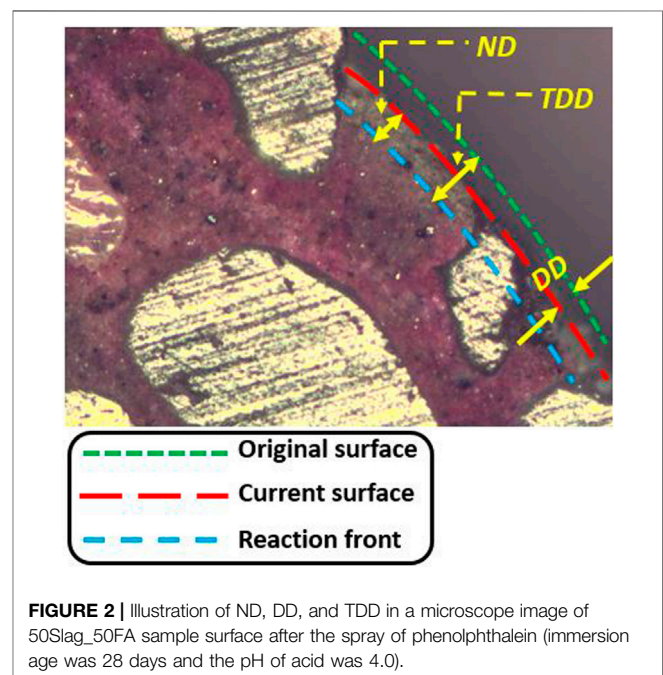 ND
TDD
DD
Original surface
Current surface
Reaction front
FIGURE 2 | Illustration of ND, DD, and TDD in a microscope image of
50Slag_50FA sample surface after the spray of phenolphthalein (immersion
age was 28 days and the pH of acid was 4.0).